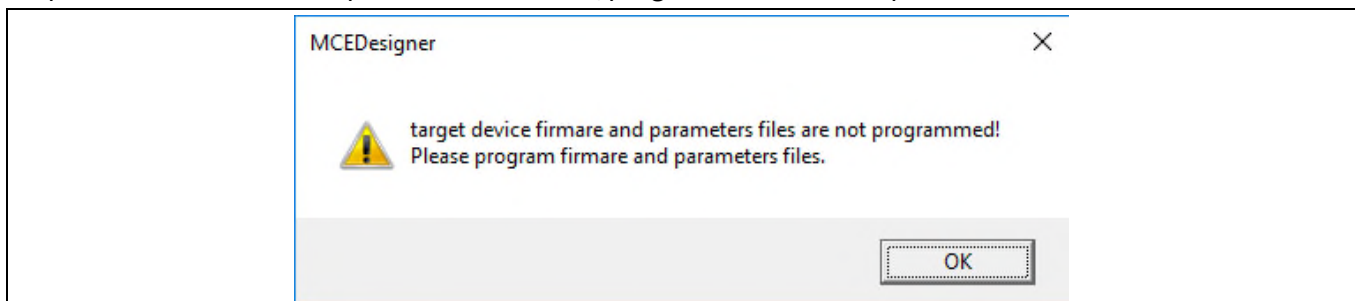 MCEDesigner
target device firmare and parameters files are not programmed!
Please program firmare and parameters files.
OK